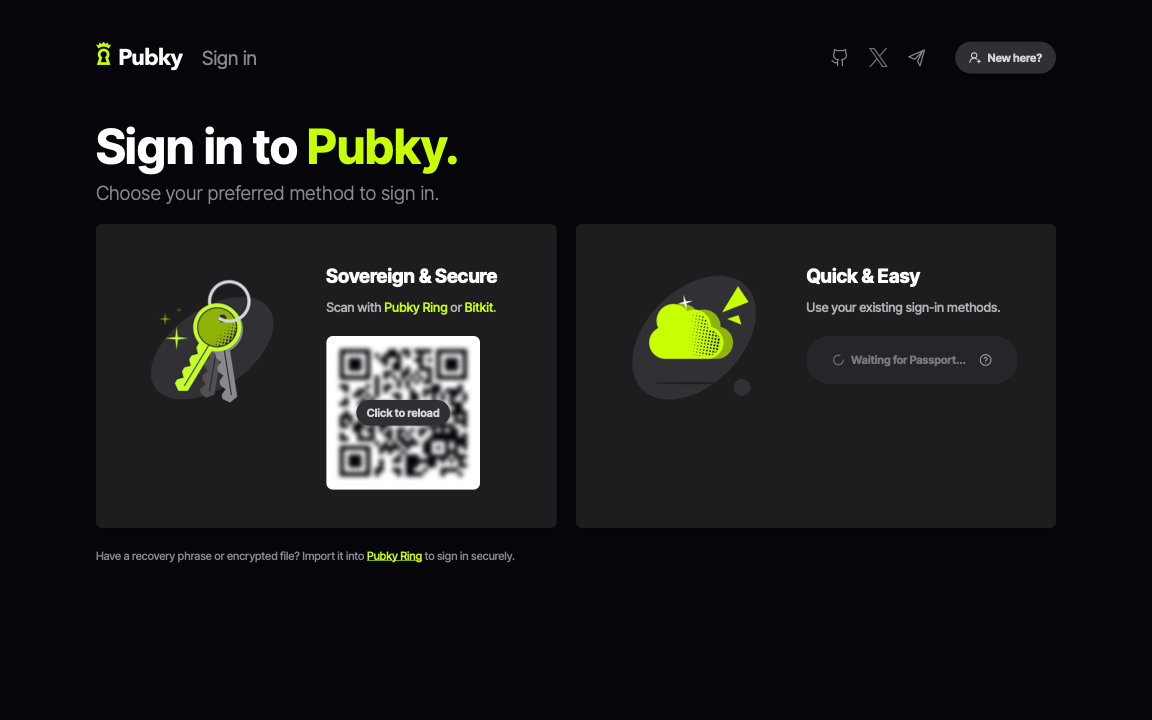 Pubky Sign in
New here?
Sign in to Pubky.
Choose your preferred method to sign in.
Sovereign & Secure
Scan with Pubky Ring or Bitkit.
Click to reload
Quick & Easy
Use your existing sign-in methods.
Waiting for Passport...
Have a recovery phrase or encrypted file? Import it into Pubky Ring to sign in securely.